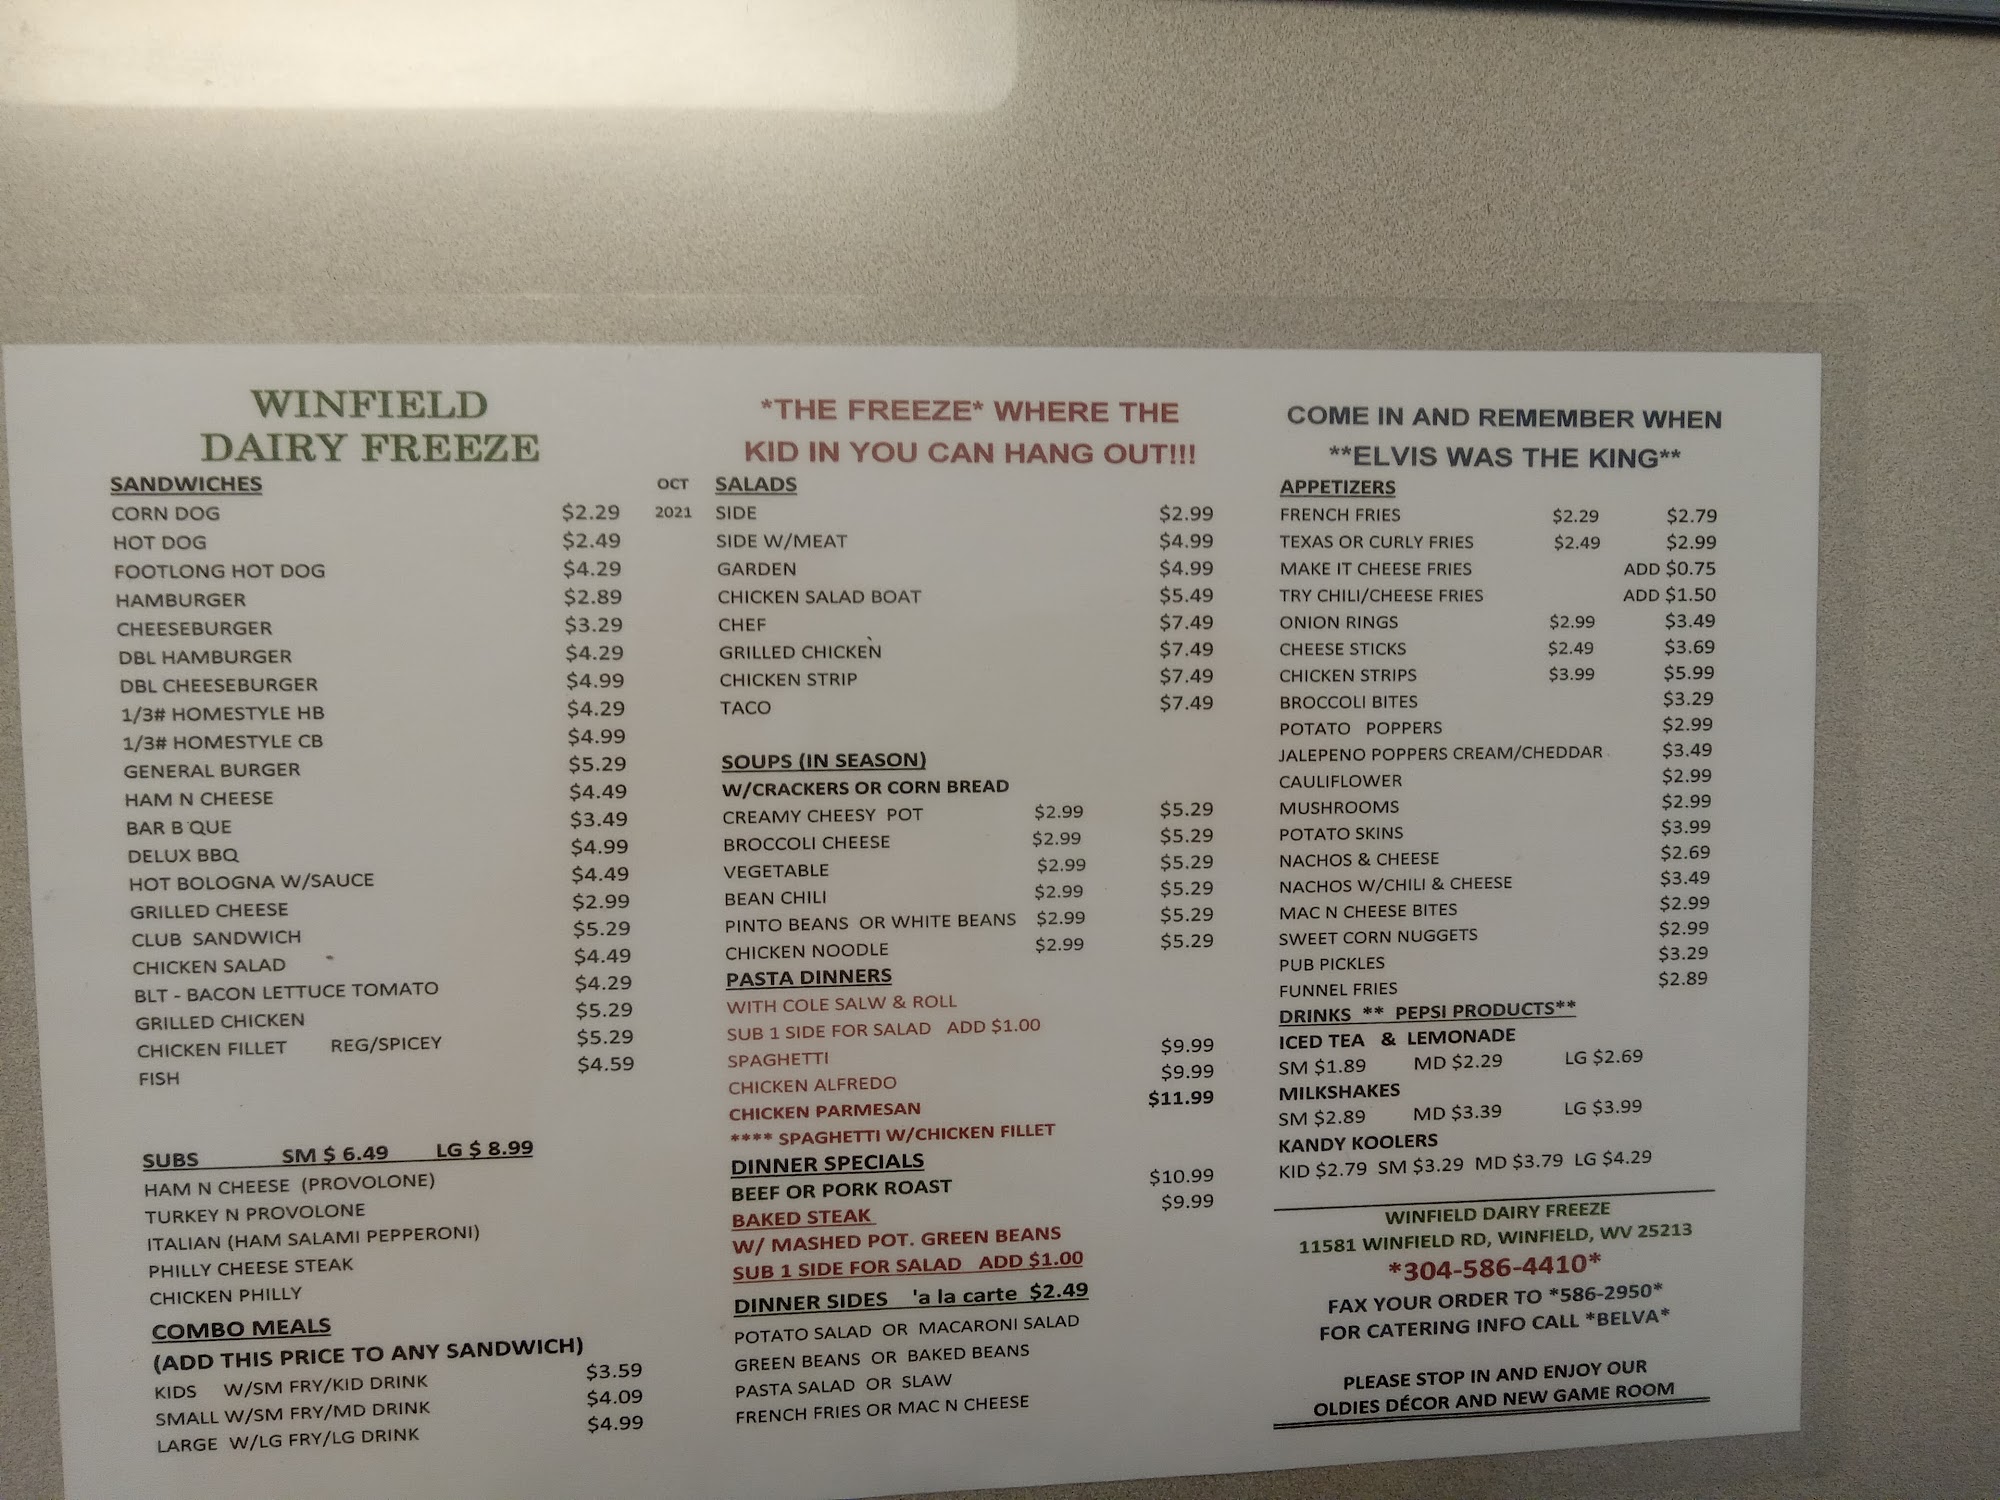 WINFIELD
DAIRY FREEZE
SANDWICHES
CORN DOG $2.29
HOT DOG $2.49
FOOTLONG HOT DOG $4.29
HAMBURGER $2.89
CHEESEBURGER $3.29
DBL HAMBURGER $4.29
DBL CHEESEBURGER $4.99
1/3# HOMESTYLE HB $4.29
1/3# HOMESTYLE CB $4.99
GENERAL BURGER $5.29
HAM N CHEESE $4.49
BAR B QUE $3.49
DELUX BBQ $4.99
HOT BOLOGNA W/SAUCE $4.49
GRILLED CHEESE $2.99
CLUB SANDWICH $5.29
CHICKEN SALAD $4.49
BLT - BACON LETTUCE TOMATO $4.29
GRILLED CHICKEN $5.29
CHICKEN FILLET REG/SPICEY $5.29
FISH $4.59
SUBS SM $ 6.49 LG $ 8.99
HAM N CHEESE (PROVOLONE)
TURKEY N PROVOLONE
ITALIAN (HAM SALAMI PEPPERONI)
PHILLY CHEESE STEAK
CHICKEN PHILLY
COMBO MEALS
(ADD THIS PRICE TO ANY SANDWICH)
KIDS W/SM FRY/KID DRINK $3.59
SMALL W/SM FRY/MD DRINK $4.09
LARGE W/LG FRY/LG DRINK $4.99
OCT
2021
*THE FREEZE* WHERE THE
KID IN YOU CAN HANG OUT!!!
SALADS
SIDE $2.99
SIDE W/MEAT $4.99
GARDEN $4.99
CHICKEN SALAD BOAT $5.49
CHEF $7.49
GRILLED CHICKEN $7.49
CHICKEN STRIP $7.49
TACO $7.49
SOUPS (IN SEASON)
W/CRACKERS OR CORN BREAD
CREAMY CHEESY POT $2.99 $5.29
BROCCOLI CHEESE $2.99 $5.29
VEGETABLE $2.99 $5.29
BEAN CHILI $2.99 $5.29
PINTO BEANS OR WHITE BEANS $2.99 $5.29
CHICKEN NOODLE $2.99 $5.29
PASTA DINNERS
WITH COLE SALW & ROLL
SUB 1 SIDE FOR SALAD ADD $1.00
SPAGHETTI $9.99
CHICKEN ALFREDO $9.99
CHICKEN PARMESAN $11.99
**** SPAGHETTI W/CHICKEN FILLET
DINNER SPECIALS
BEEF OR PORK ROAST $10.99
BAKED STEAK $9.99
W/ MASHED POT. GREEN BEANS
SUB 1 SIDE FOR SALAD ADD $1.00
DINNER SIDES 'a la carte $2.49
POTATO SALAD OR MACARONI SALAD
GREEN BEANS OR BAKED BEANS
PASTA SALAD OR SLAW
FRENCH FRIES OR MAC N CHEESE
COME IN AND REMEMBER WHEN
**ELVIS WAS THE KING**
APPETIZERS
FRENCH FRIES $2.29 $2.79
TEXAS OR CURLY FRIES $2.49 $2.99
MAKE IT CHEESE FRIES ADD $0.75
TRY CHILI/CHEESE FRIES ADD $1.50
ONION RINGS $2.99 $3.49
CHEESE STICKS $2.49 $3.69
CHICKEN STRIPS $3.99 $5.99
BROCCOLI BITES $3.29
POTATO POPPERS $2.99
JALEPENO POPPERS CREAM/CHEDDAR $3.49
CAULIFLOWER $2.99
MUSHROOMS $2.99
POTATO SKINS $3.99
NACHOS & CHEESE $2.69
NACHOS W/CHILI & CHEESE $3.49
MAC N CHEESE BITES $2.99
SWEET CORN NUGGETS $2.99
PUB PICKLES $3.29
FUNNEL FRIES $2.89
DRINKS ** PEPSI PRODUCTS**
ICED TEA & LEMONADE
SM $1.89 MD $2.29 LG $2.69
MILKSHAKES
SM $2.89 MD $3.39 LG $3.99
KANDY KOOLERS
KID $2.79 SM $3.29 MD $3.79 LG $4.29
WINFIELD DAIRY FREEZE
11581 WINFIELD RD, WINFIELD, WV 25213
*304-586-4410*
FAX YOUR ORDER TO *586-2950*
FOR CATERING INFO CALL *BELVA*
PLEASE STOP IN AND ENJOY OUR
OLDIES DÉCOR AND NEW GAME ROOM